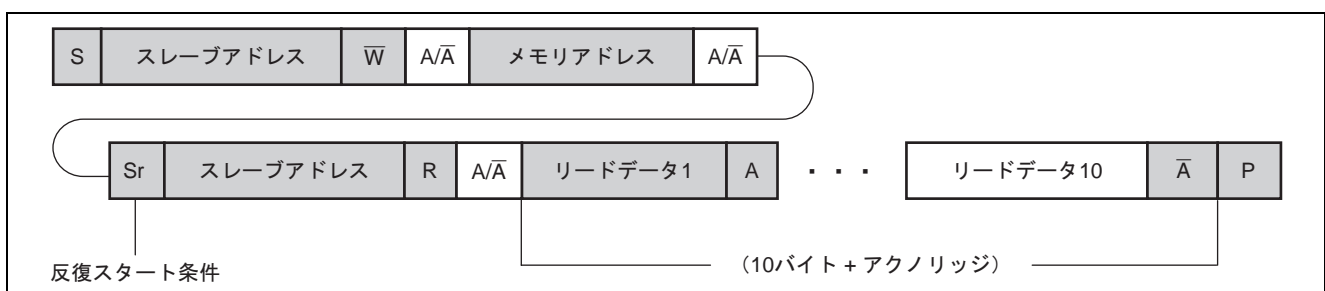 S スレーブアドレス W̅ A/A̅ メモリアドレス A/A̅
Sr スレーブアドレス R A/A̅ リードデータ1 A ・・・ リードデータ10 A̅ P
反復スタート条件
（10バイト + アクノリッジ）